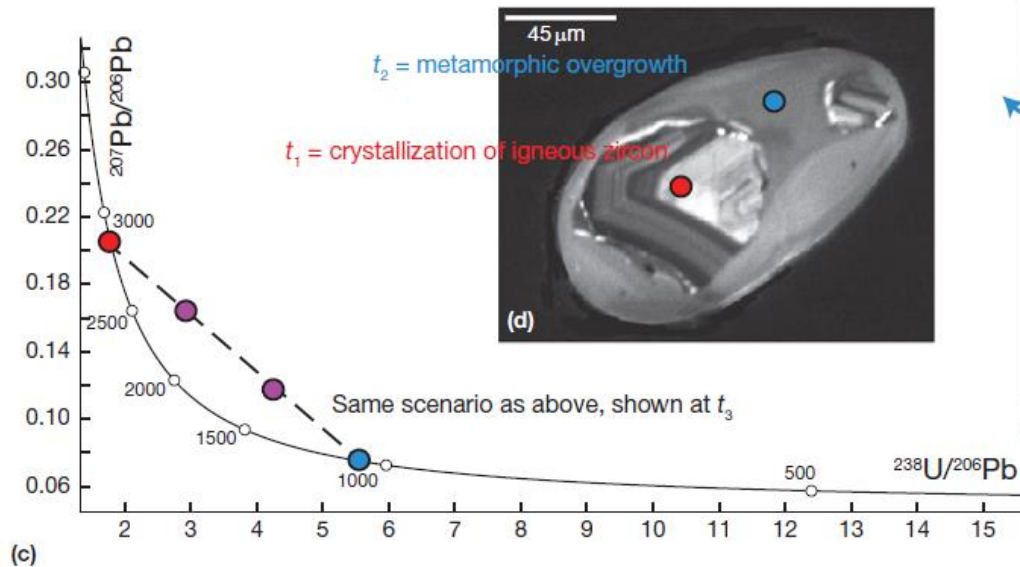 45 μm
t₂ = metamorphic overgrowth
t₁ = crystallization of igneous zircon
(d)
²⁰⁷Pb/²⁰⁶Pb
0.30
0.26
0.22
0.18
0.14
0.10
0.06
3000
2500
2000
1500
1000
500
Same scenario as above, shown at t₃
²³⁸U/²⁰⁶Pb
2 3 4 5 6 7 8 9 10 11 12 13 14 15
(c)